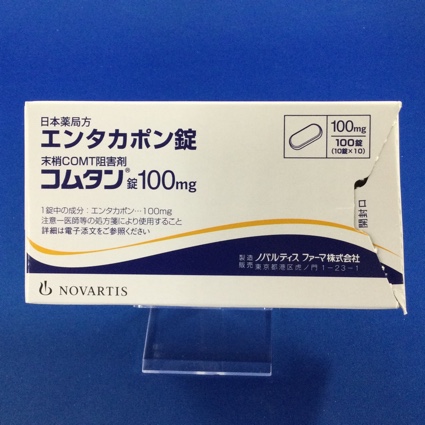 日本薬局方
エンタカポン錠
末梢COMT阻害剤
コムタン®錠100mg
1錠中の成分：エンタカポン…100mg
注意－医師等の処方箋により使用すること
詳細は電子添文をご参照ください
100mg
100錠
(10錠×10)
開封口
製造販売 ノバルティス ファーマ株式会社
東京都港区虎ノ門 1-23-1
NOVARTIS